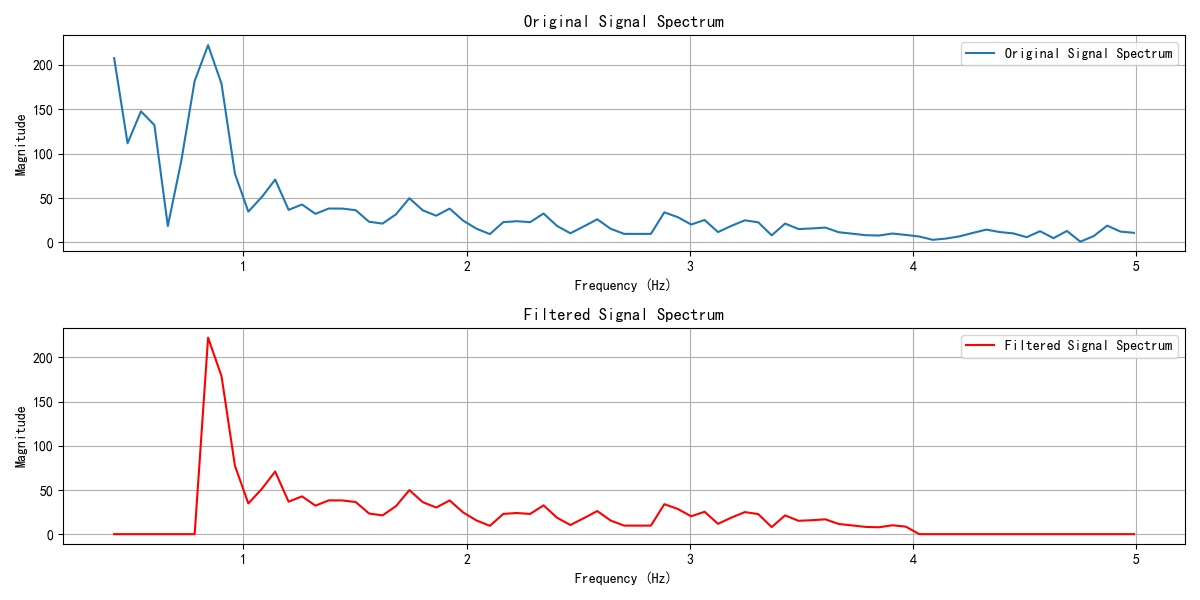 Original Signal Spectrum
Original Signal Spectrum
Magnitude
200
150
100
50
0
1 2 3 4 5
Frequency (Hz)
Filtered Signal Spectrum
Filtered Signal Spectrum
Magnitude
200
150
100
50
0
1 2 3 4 5
Frequency (Hz)